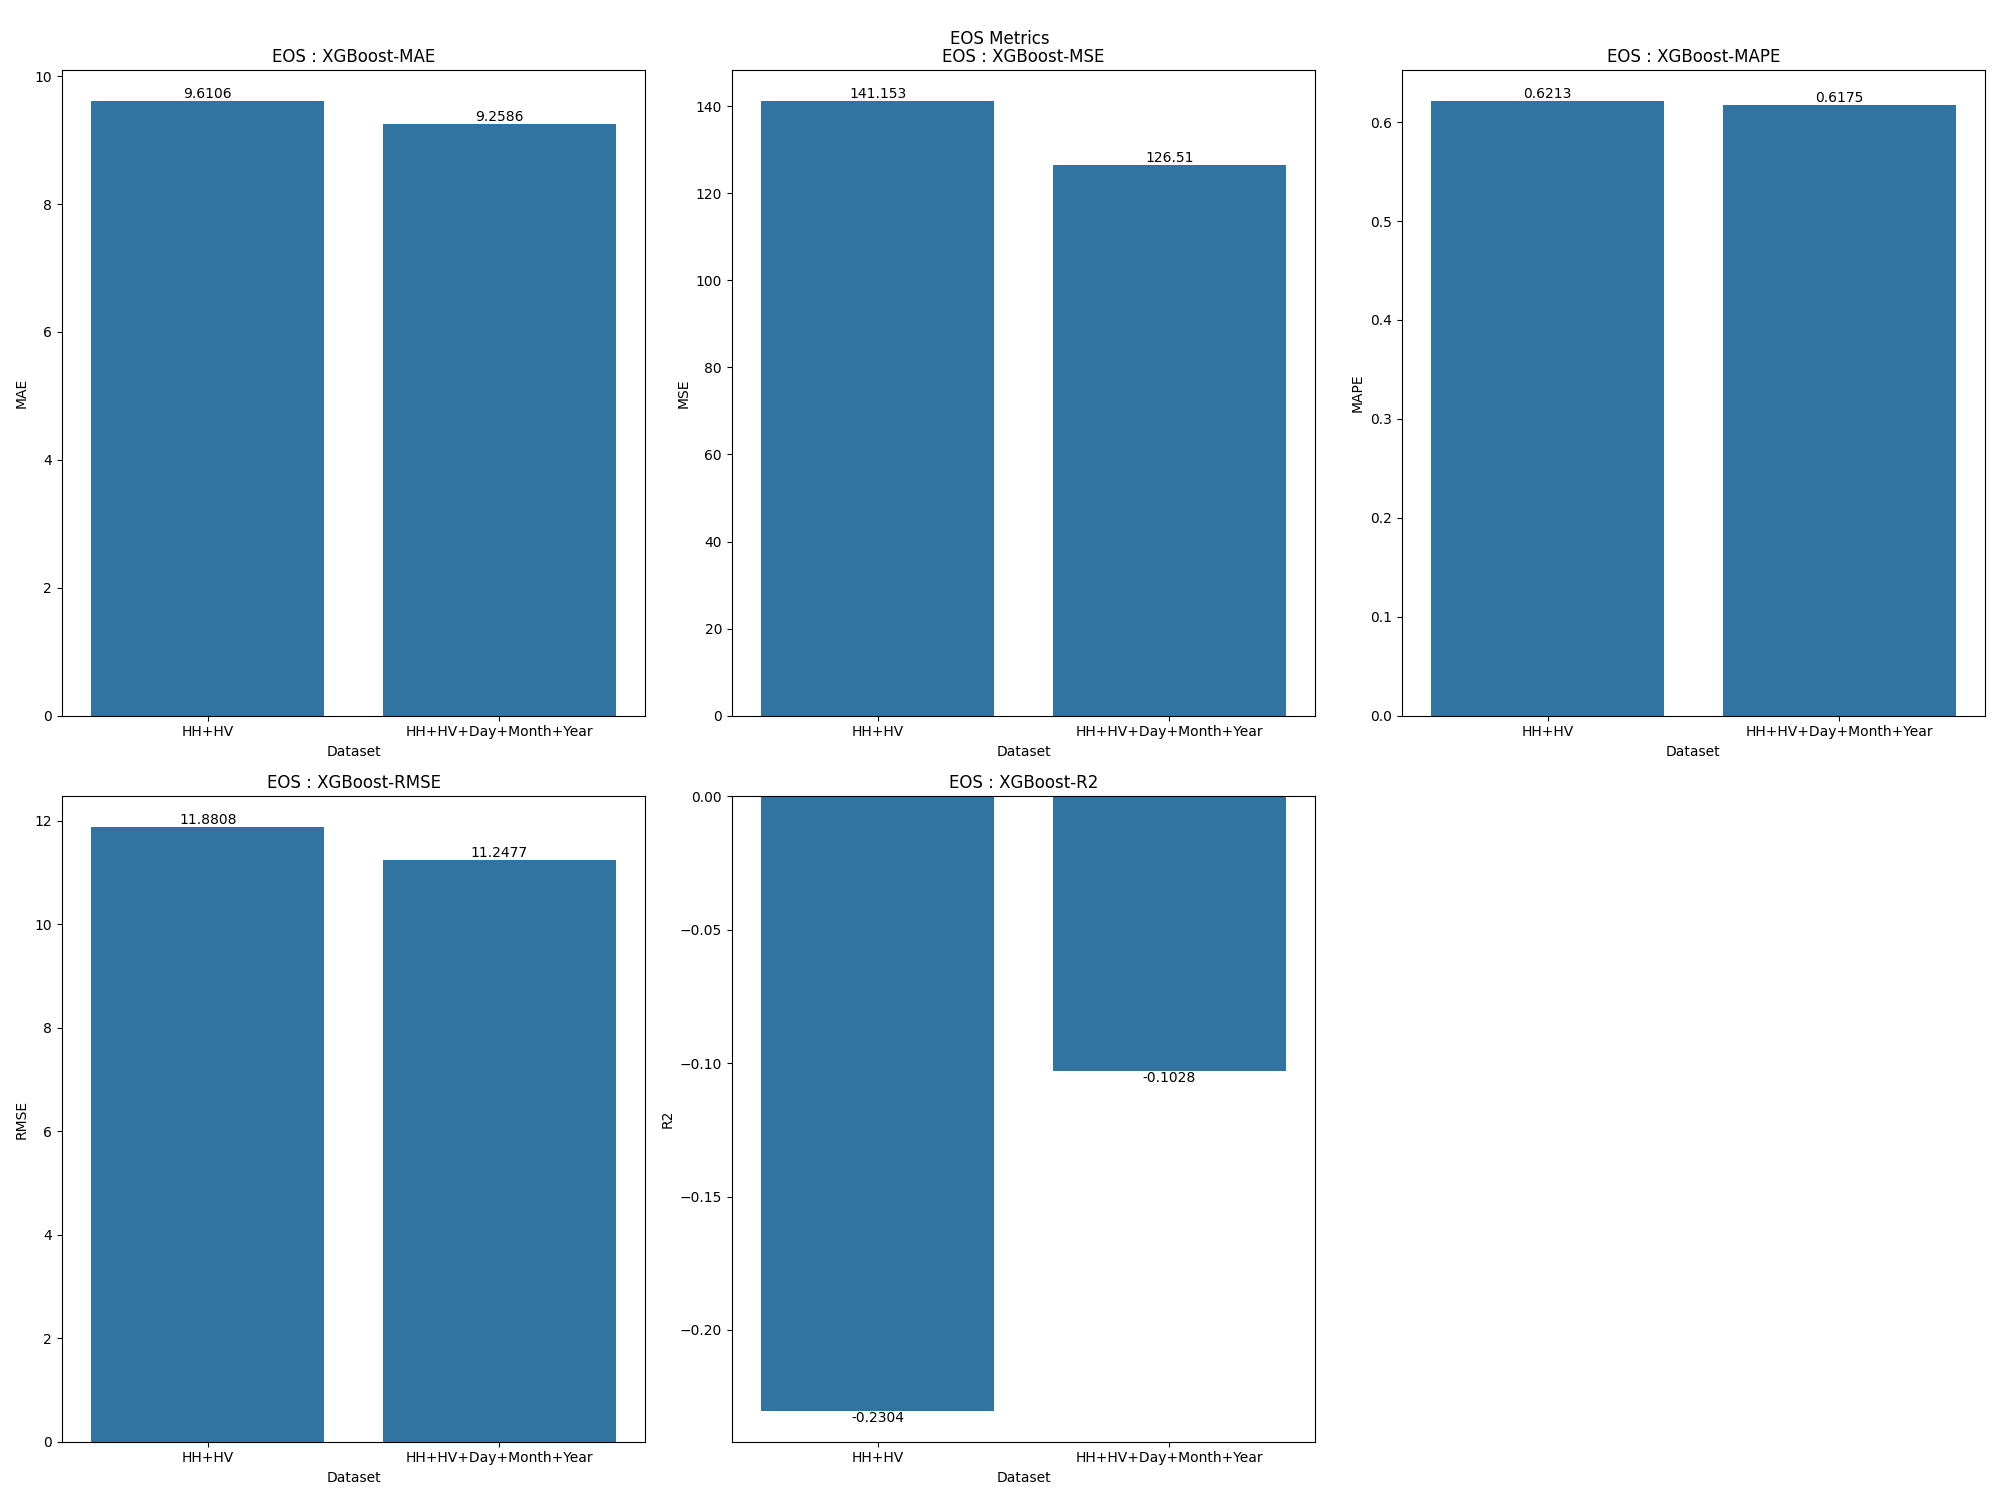 EOS Metrics
EOS : XGBoost-MAE
10
8
6
4
2
0
MAE
9.6106
9.2586
HH+HV
HH+HV+Day+Month+Year
Dataset
EOS : XGBoost-MSE
140
120
100
80
60
40
20
0
MSE
141.153
126.51
HH+HV
HH+HV+Day+Month+Year
Dataset
EOS : XGBoost-MAPE
0.6
0.5
0.4
0.3
0.2
0.1
0.0
MAPE
0.6213
0.6175
HH+HV
HH+HV+Day+Month+Year
Dataset
EOS : XGBoost-RMSE
12
10
8
6
4
2
0
RMSE
11.8808
11.2477
HH+HV
HH+HV+Day+Month+Year
Dataset
EOS : XGBoost-R2
0.00
−0.05
−0.10
−0.15
−0.20
R2
-0.2304
-0.1028
HH+HV
HH+HV+Day+Month+Year
Dataset